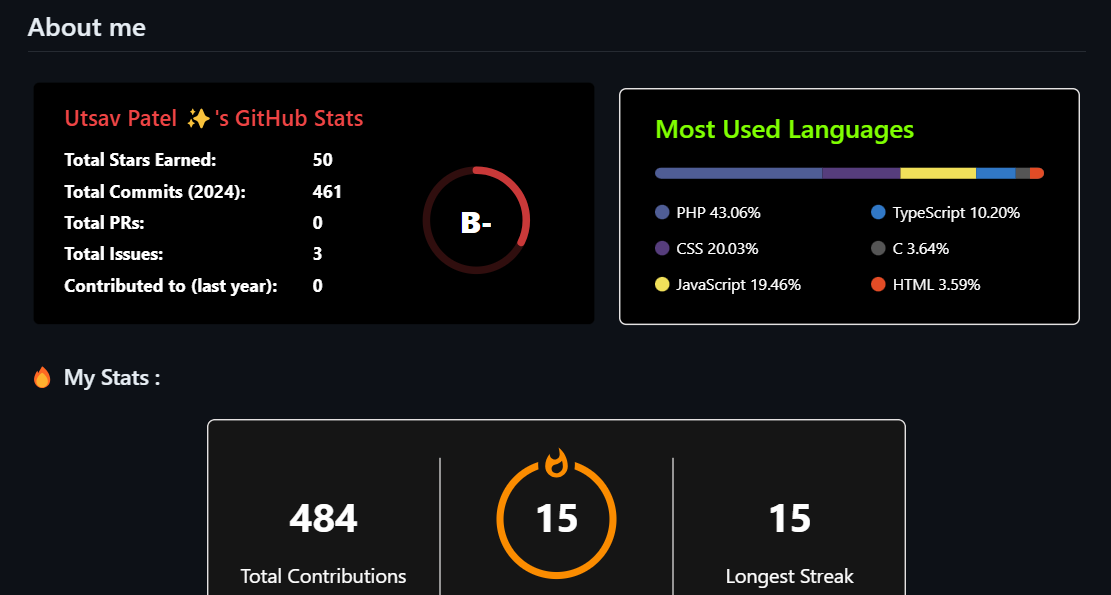 About me
Utsav Patel ✨'s GitHub Stats
Total Stars Earned: 50
Total Commits (2024): 461
Total PRs: 0
Total Issues: 3
Contributed to (last year): 0
B-
Most Used Languages
PHP 43.06%
CSS 20.03%
JavaScript 19.46%
TypeScript 10.20%
C 3.64%
HTML 3.59%
🔥 My Stats :
484
Total Contributions
15
15
Longest Streak